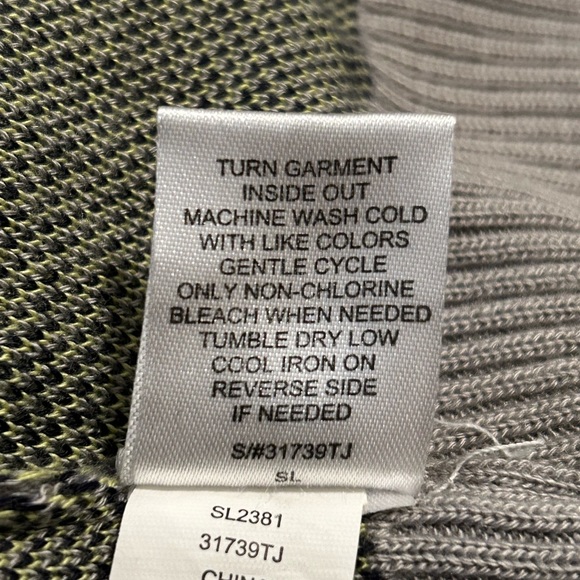 TURN GARMENT
INSIDE OUT
MACHINE WASH COLD
WITH LIKE COLORS
GENTLE CYCLE
ONLY NON-CHLORINE
BLEACH WHEN NEEDED
TUMBLE DRY LOW
COOL IRON ON
REVERSE SIDE
IF NEEDED
S/#31739TJ
SL
SL2381
31739TJ